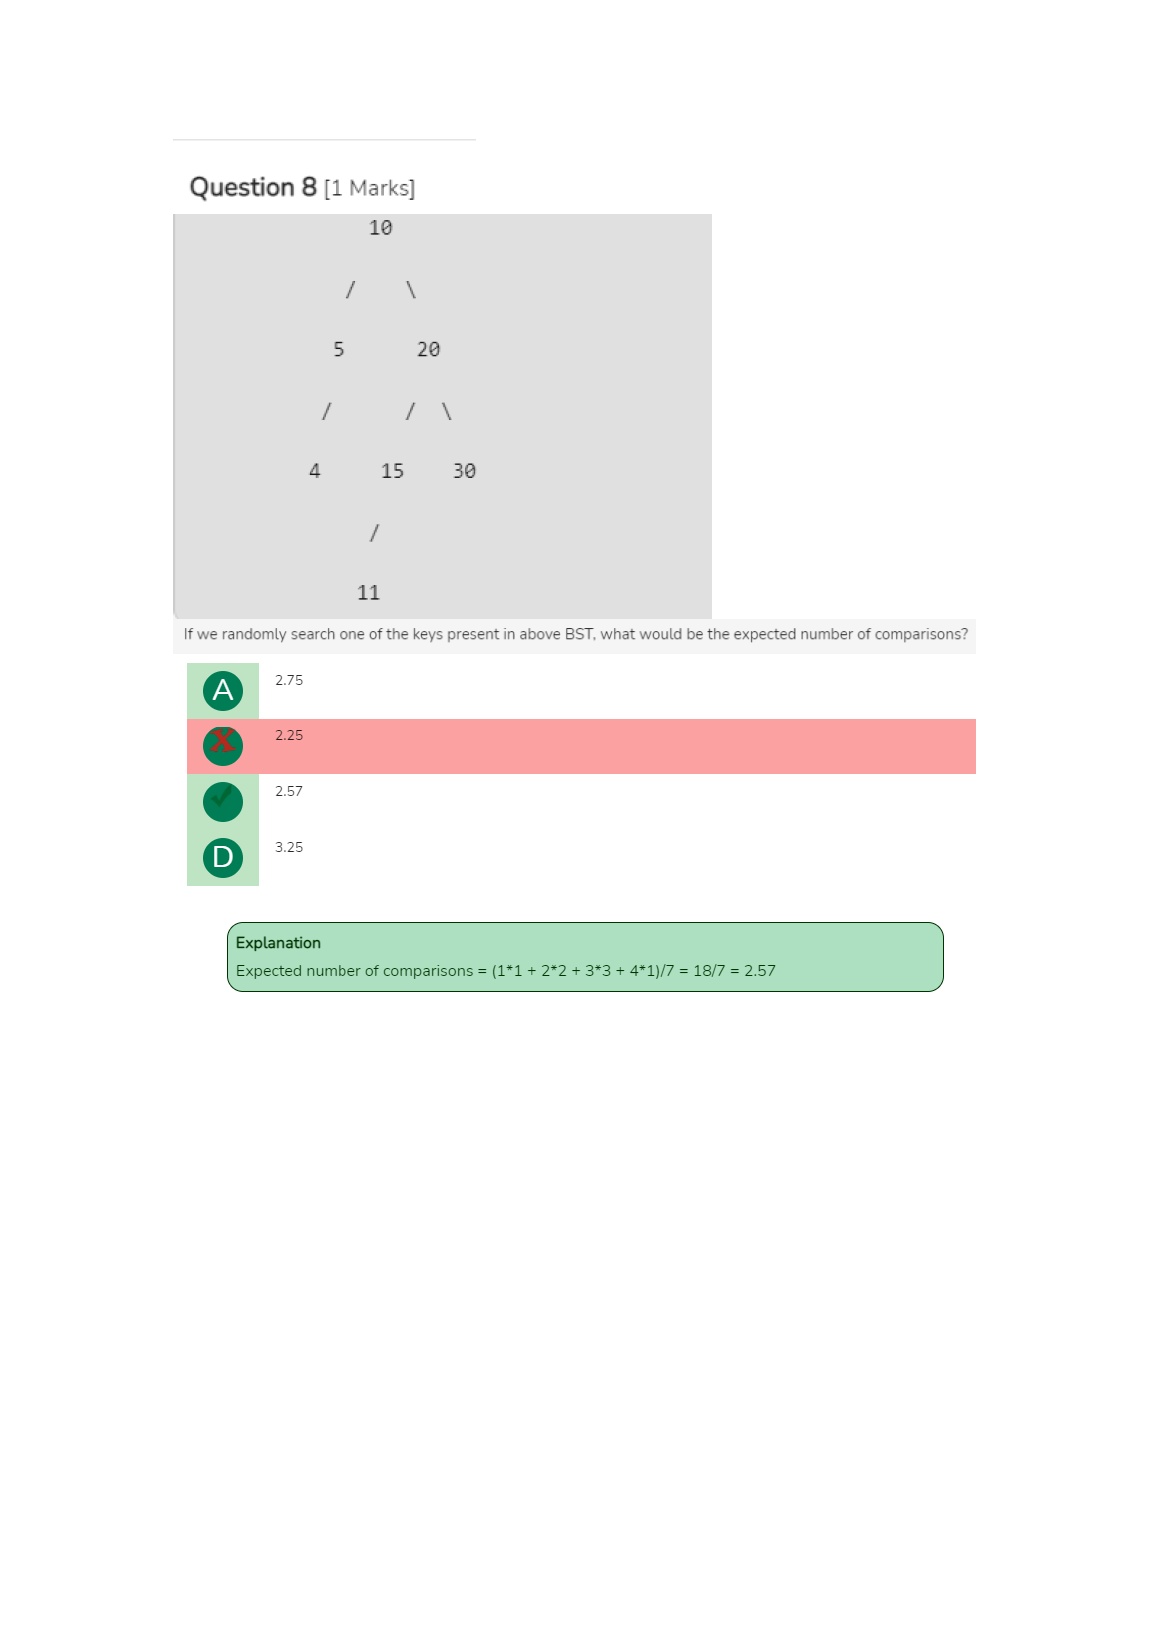 Question 8 [1 Marks]
10
/ \
5 20
/ / \
4 15 30
/
11
If we randomly search one of the keys present in above BST, what would be the expected number of comparisons?
A 2.75
X 2.25
✓ 2.57
D 3.25
Explanation
Expected number of comparisons = (1*1 + 2*2 + 3*3 + 4*1)/7 = 18/7 = 2.57